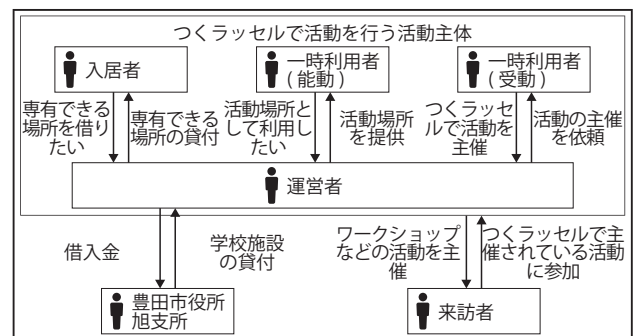 つくラッセルで活動を行う活動主体
入居者
一時利用者
(能動)
一時利用者
(受動)
専有できる
場所を借り
たい
専有できる
場所の貸付
活動場所と
して利用し
たい
活動場所
を提供
つくラッセ
ルで活動を
主催
活動の主催
を依頼
運営者
借入金
学校施設
の貸付
ワークショップ
などの活動を主
催
つくラッセルで主
催されている活動
に参加
豊田市役所
旭支所
来訪者